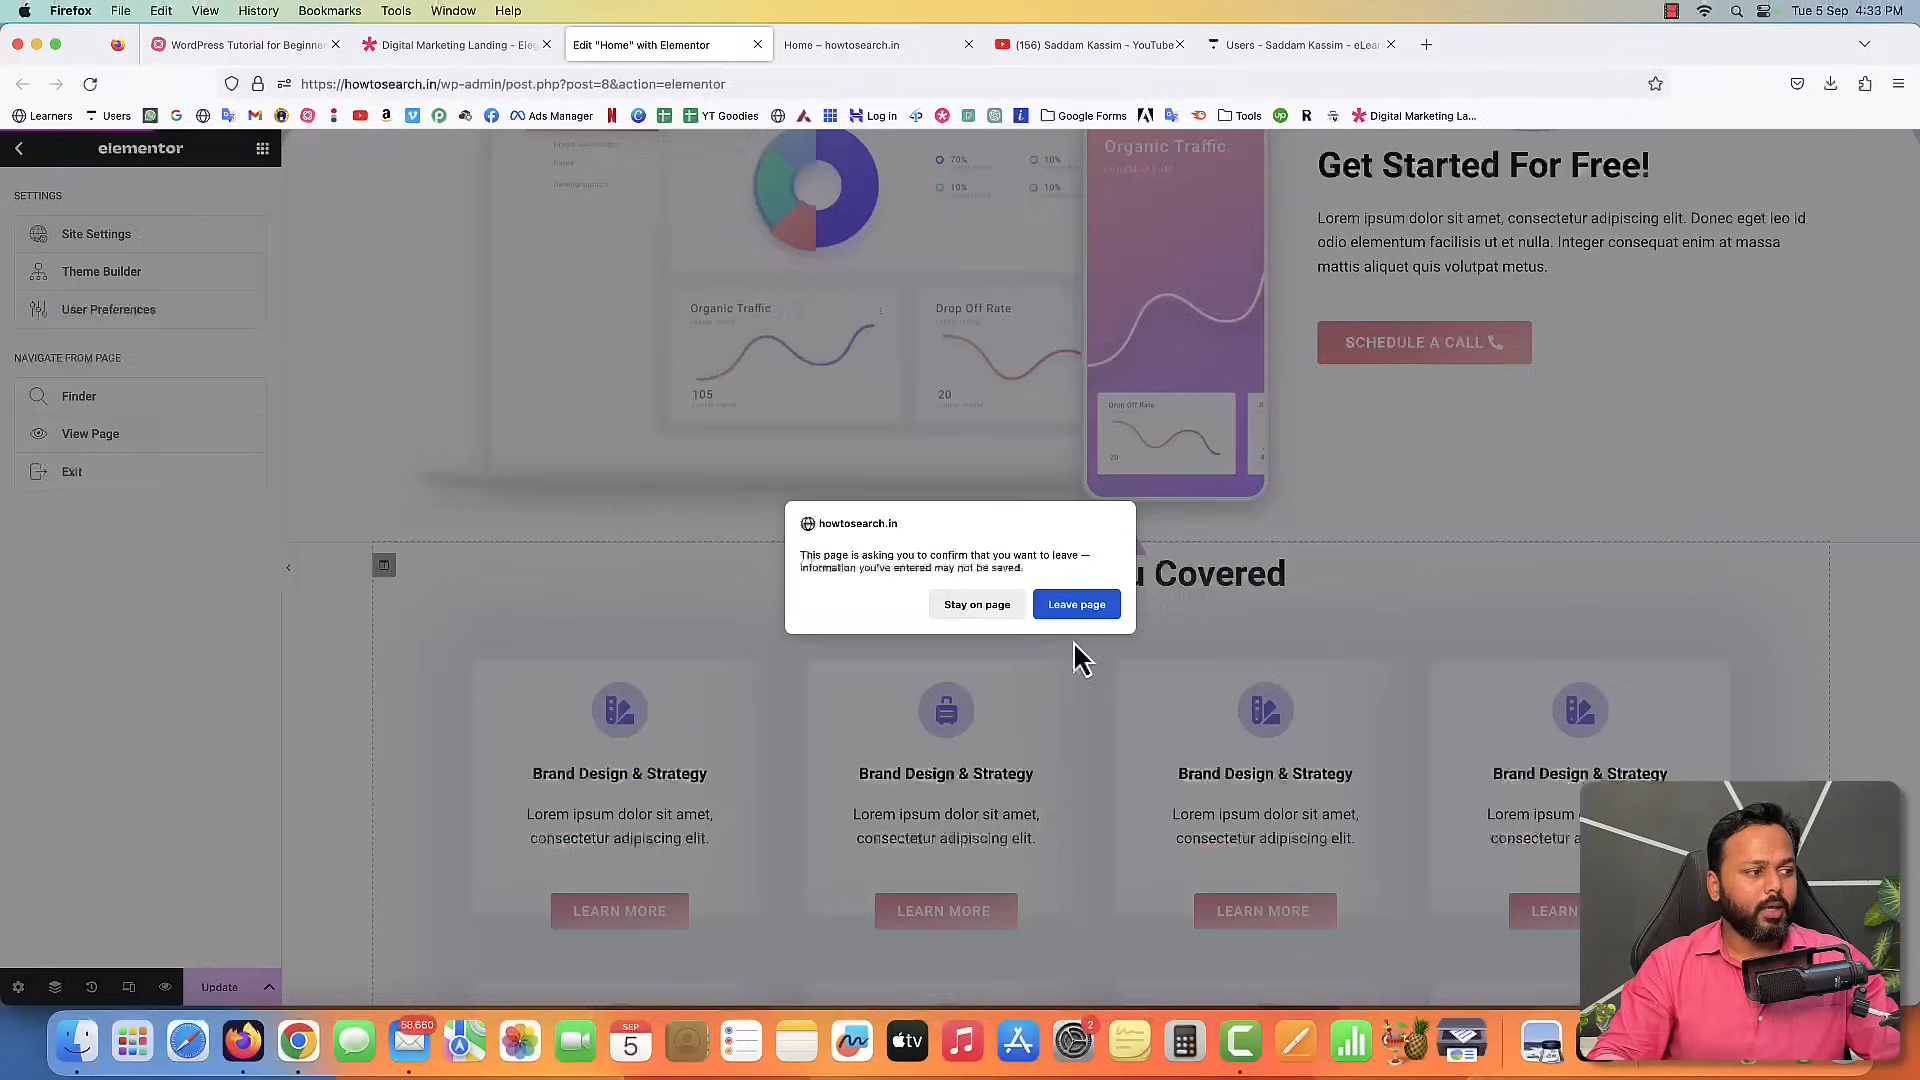 Firefox File Edit View History Bookmarks Tools Window Help
Tue 5 Sep 4:33 PM
WordPress Tutorial for Beginner
Digital Marketing Landing - Eleg
Edit "Home" with Elementor
Home – howtosearch.in
(156) Saddam Kassim - YouTube
Users - Saddam Kassim - eLear
https://howtosearch.in/wp-admin/post.php?post=8&action=elementor
Learners
Users
Ads Manager
YT Goodies
Log in
Google Forms
Tools
Digital Marketing La...
elementor
SETTINGS
Site Settings
Theme Builder
User Preferences
NAVIGATE FROM PAGE
Finder
View Page
Exit
Update
70%
10%
10%
10%
Organic Traffic
LOREM IPSUM
Organic Traffic
Drop Off Rate
105
20
Drop Off Rate
20
Get Started For Free!
Lorem ipsum dolor sit amet, consectetur adipiscing elit. Donec eget leo id
odio elementum facilisis ut et nulla. Integer consequat enim at massa
mattis aliquet quis volutpat metus.
SCHEDULE A CALL
howtosearch.in
This page is asking you to confirm that you want to leave —
information you've entered may not be saved.
Stay on page
Leave page
Covered
Brand Design & Strategy
Lorem ipsum dolor sit amet,
consectetur adipiscing elit.
LEARN MORE
Brand Design & Strategy
Lorem ipsum dolor sit amet,
consectetur adipiscing elit.
LEARN MORE
Brand Design & Strategy
Lorem ipsum dolor sit amet,
consectetur adipiscing elit.
LEARN MORE
Brand Design & Strategy
Lorem ipsum
consectetur a
LEARN
58,660
SEP
5
tv
2